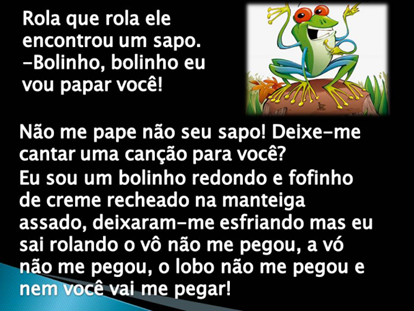 Rola que rola ele
encontrou um sapo.
-Bolinho, bolinho eu
vou papar você!
Não me pape não seu sapo! Deixe-me
cantar uma canção para você?
Eu sou um bolinho redondo e fofinho
de creme recheado na manteiga
assado, deixaram-me esfriando mas eu
sai rolando o vô não me pegou, a vó
não me pegou, o lobo não me pegou e
nem você vai me pegar!